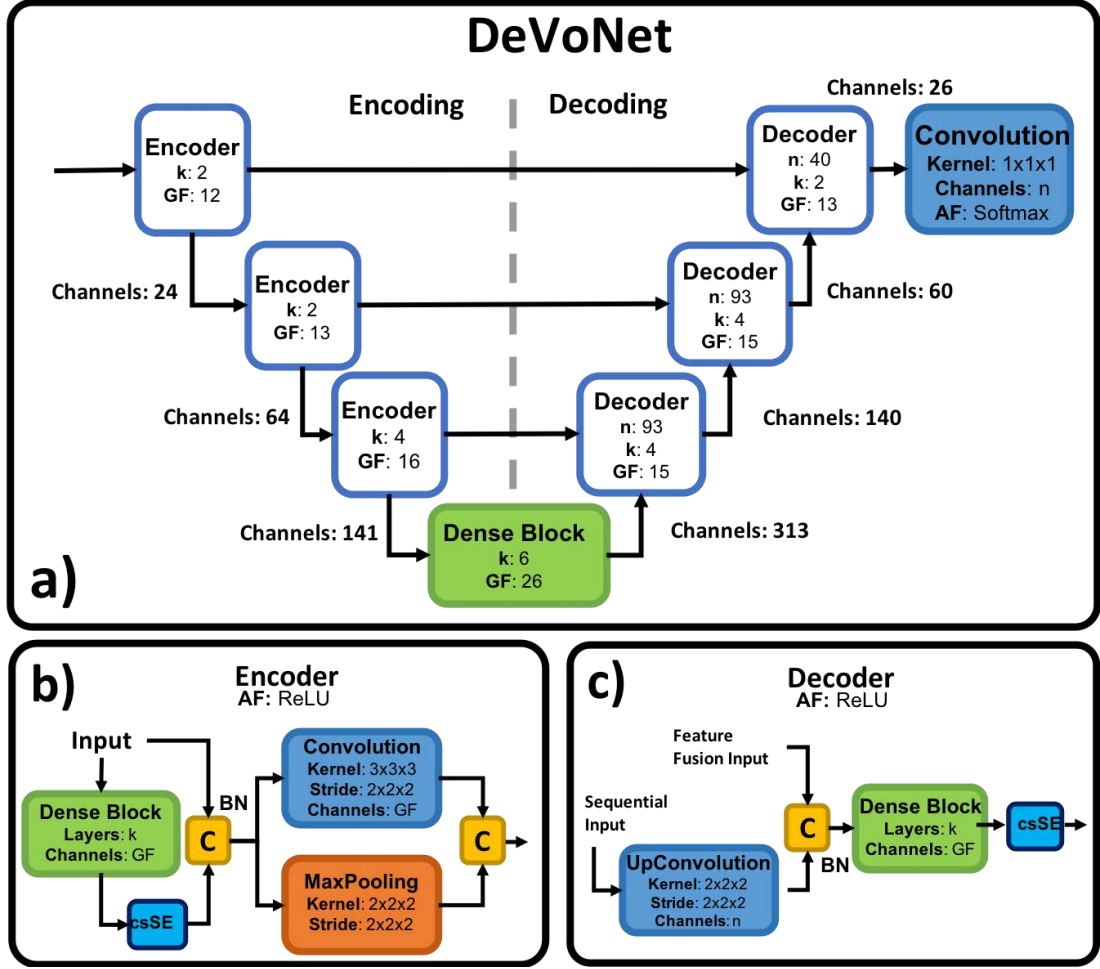 DeVoNet
Encoding
Decoding
Channels: 26
Encoder
k: 2
GF: 12
Decoder
n: 40
k: 2
GF: 13
Convolution
Kernel: 1x1x1
Channels: n
AF: Softmax
Channels: 24
Encoder
k: 2
GF: 13
Decoder
n: 93
k: 4
GF: 15
Channels: 60
Channels: 64
Encoder
k: 4
GF: 16
Decoder
n: 93
k: 4
GF: 15
Channels: 140
Channels: 141
Dense Block
k: 6
GF: 26
Channels: 313
a)
b)
Encoder
AF: ReLU
Input
Dense Block
Layers: k
Channels: GF
csSE
C
BN
Convolution
Kernel: 3x3x3
Stride: 2x2x2
Channels: GF
MaxPooling
Kernel: 2x2x2
Stride: 2x2x2
C
c)
Decoder
AF: ReLU
Feature
Fusion Input
Sequential
Input
UpConvolution
Kernel: 2x2x2
Stride: 2x2x2
Channels: n
C
BN
Dense Block
Layers: k
Channels: GF
csSE